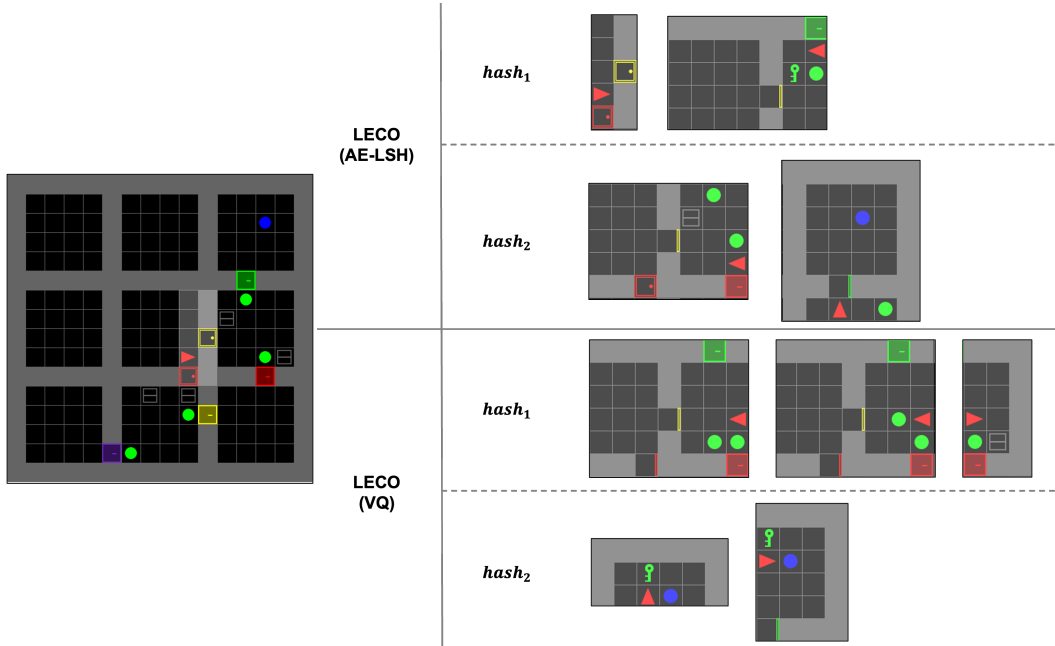 hash₁
LECO
(AE-LSH)
hash₂
hash₁
LECO
(VQ)
hash₂